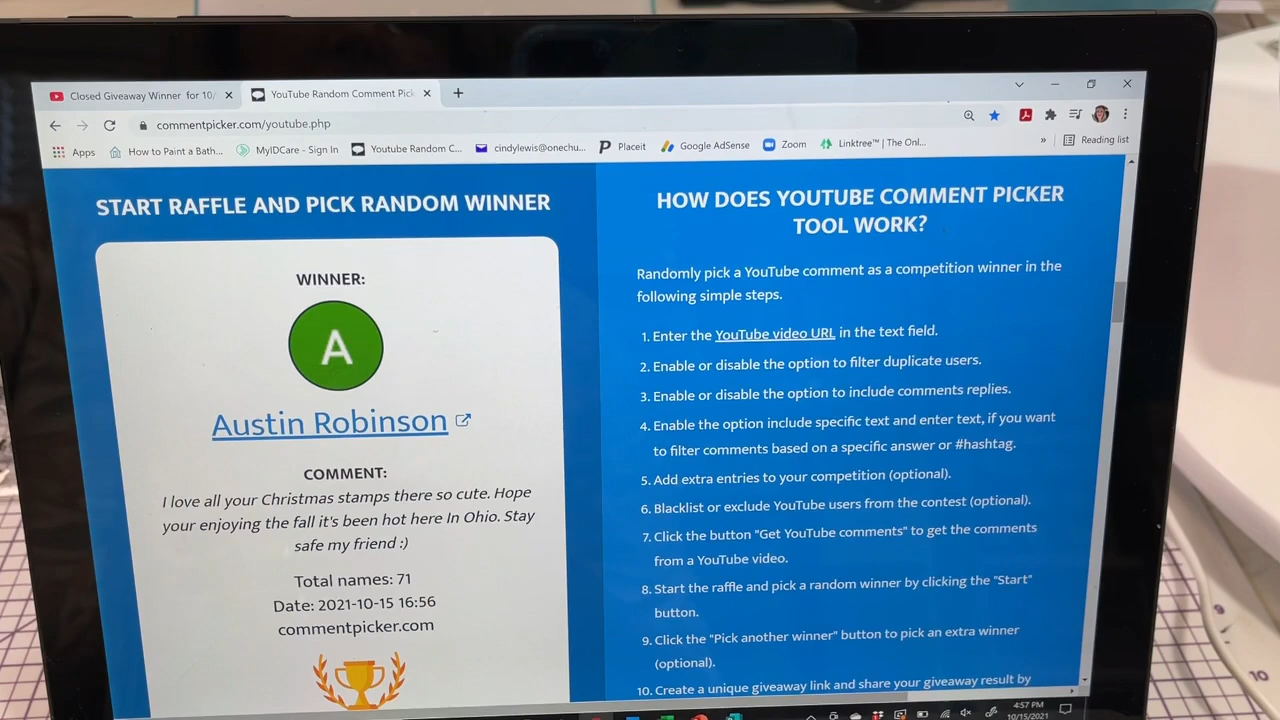 Closed Giveaway Winner for 10/
YouTube Random Comment Pick
commentpicker.com/youtube.php
Apps
How to Paint a Bath...
MyIDCare - Sign In
Youtube Random C...
cindylewis@onechu...
Placeit
Google AdSense
Zoom
Linktree™ | The Onl...
»
Reading list
START RAFFLE AND PICK RANDOM WINNER
WINNER:
A
Austin Robinson
COMMENT:
I love all your Christmas stamps there so cute. Hope
your enjoying the fall it's been hot here In Ohio. Stay
safe my friend :)
Total names: 71
Date: 2021-10-15 16:56
commentpicker.com
HOW DOES YOUTUBE COMMENT PICKER
TOOL WORK?
Randomly pick a YouTube comment as a competition winner in the
following simple steps.
1. Enter the YouTube video URL in the text field.
2. Enable or disable the option to filter duplicate users.
3. Enable or disable the option to include comments replies.
4. Enable the option include specific text and enter text, if you want
to filter comments based on a specific answer or #hashtag.
5. Add extra entries to your competition (optional).
6. Blacklist or exclude YouTube users from the contest (optional).
7. Click the button "Get YouTube comments" to get the comments
from a YouTube video.
8. Start the raffle and pick a random winner by clicking the "Start"
button.
9. Click the "Pick another winner" button to pick an extra winner
(optional).
10. Create a unique giveaway link and share your giveaway result by
4:57 PM
10/15/2021
9
10